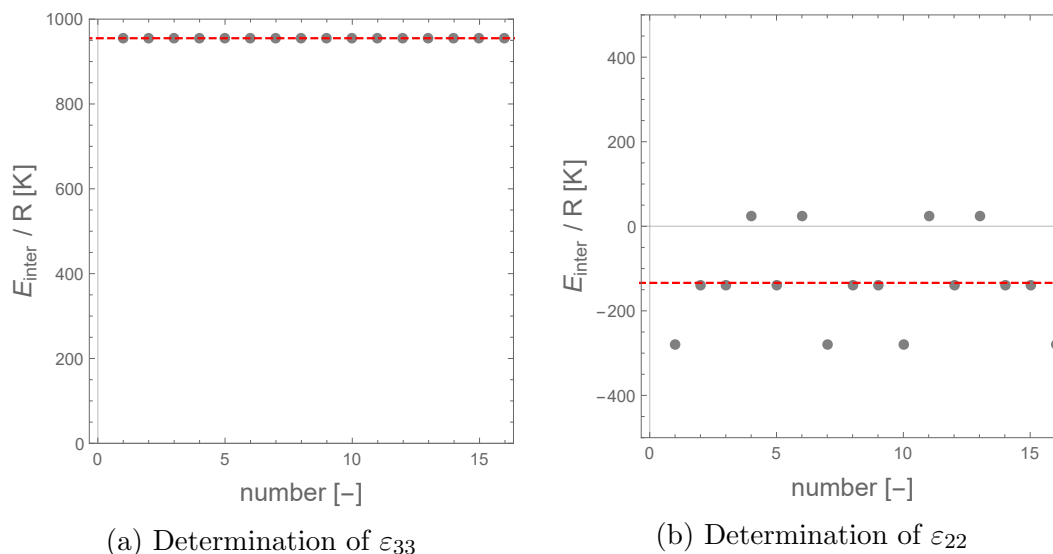 1000
800
600
400
200
0
E_inter / R [K]
0 5 10 15
number [–]
(a) Determination of ε₃₃
400
200
0
−200
−400
E_inter / R [K]
0 5 10 15
number [–]
(b) Determination of ε₂₂